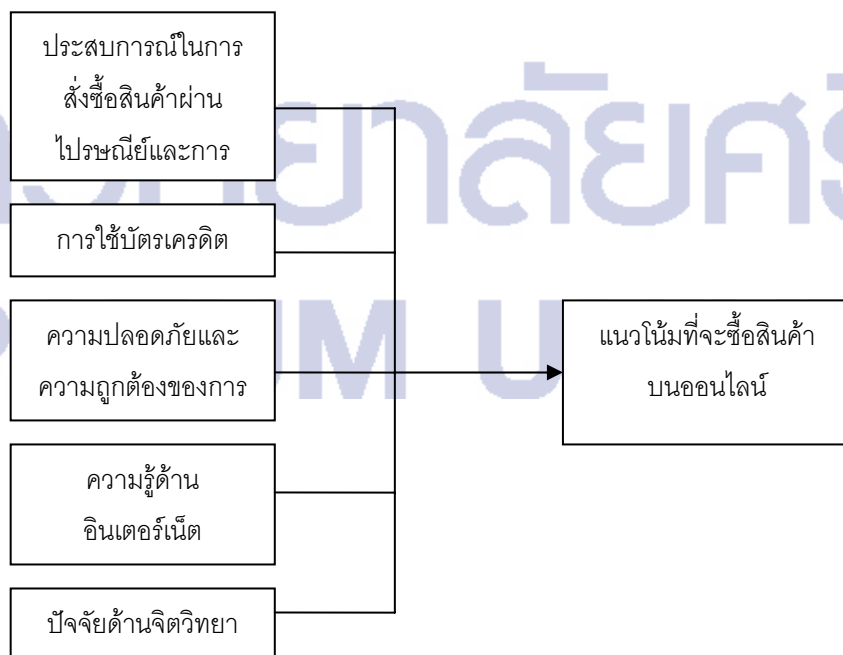 ประสบการณ์ในการ
สั่งซื้อสินค้าผ่าน
ไปรษณีย์และการ
การใช้บัตรเครดิต
ความปลอดภัยและ
ความถูกต้องของการ
ความรู้ด้าน
อินเตอร์เน็ต
ปัจจัยด้านจิตวิทยา
แนวโน้มที่จะซื้อสินค้า
บนออนไลน์